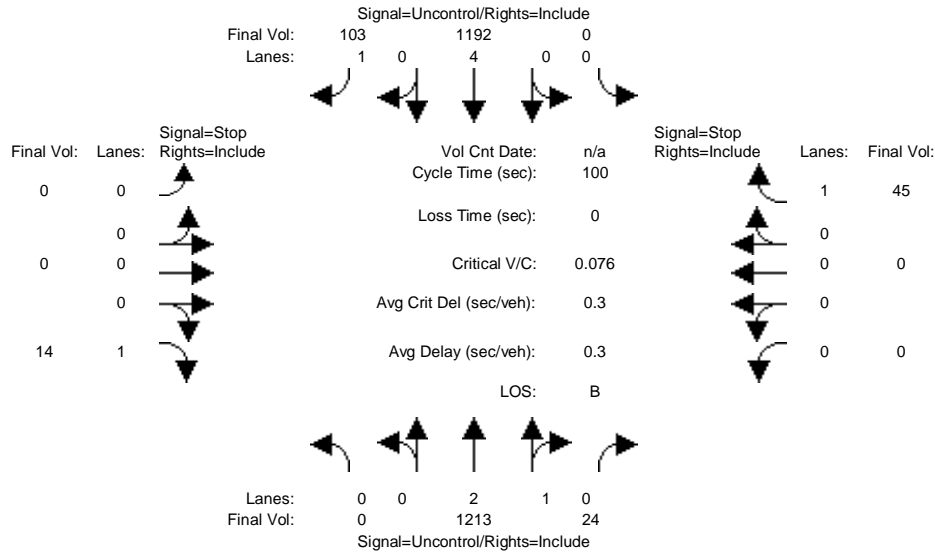 Signal=Uncontrol/Rights=Include
Final Vol: 103 1192 0
Lanes: 1 0 4 0 0
Signal=Stop
Final Vol: Lanes: Rights=Include
Vol Cnt Date: n/a
Signal=Stop
Rights=Include Lanes: Final Vol:
Cycle Time (sec): 100
0 0
1 45
Loss Time (sec): 0
0
0
0 0
Critical V/C: 0.076
0 0
0
Avg Crit Del (sec/veh): 0.3
0
14 1
Avg Delay (sec/veh): 0.3
0 0
LOS: B
Lanes: 0 0 2 1 0
Final Vol: 0 1213 24
Signal=Uncontrol/Rights=Include